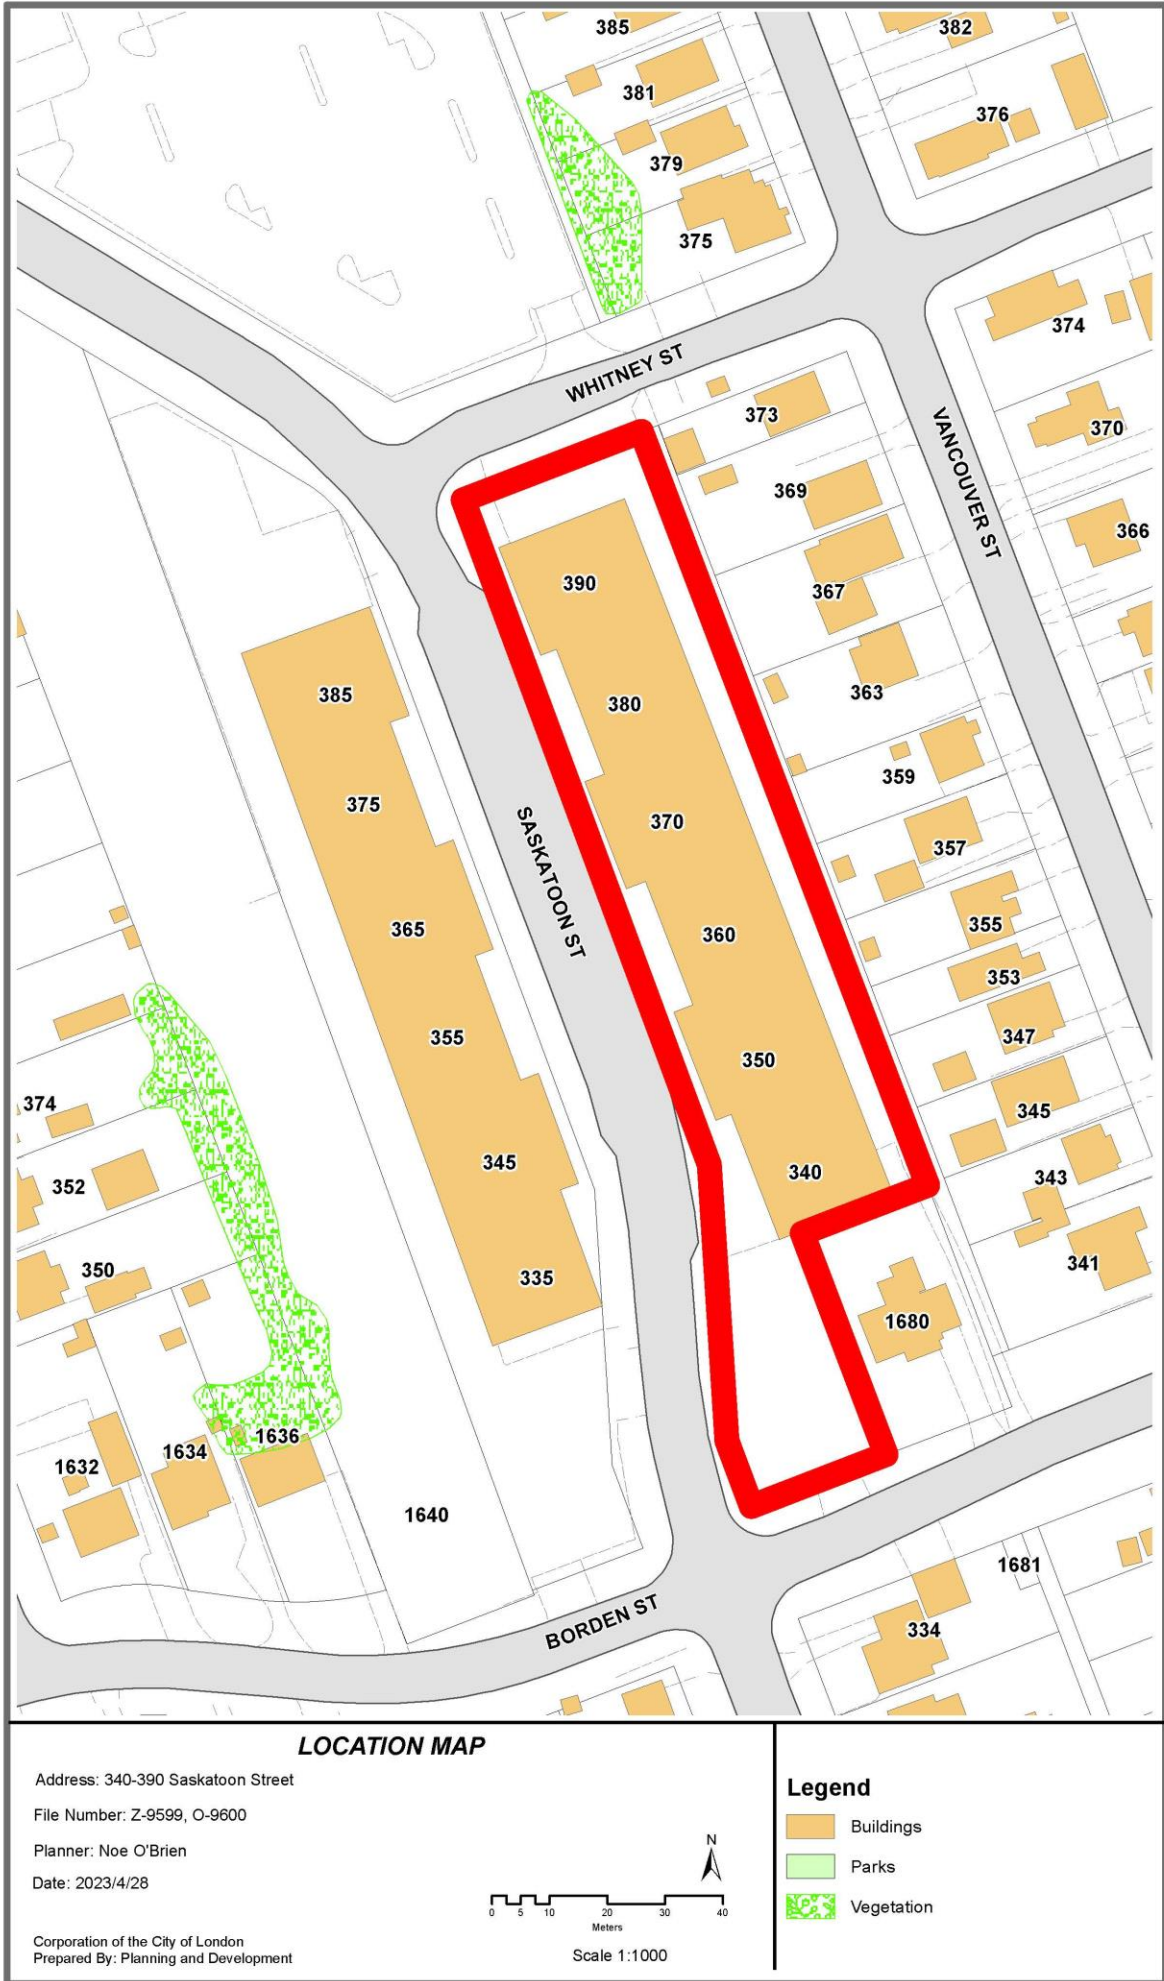 385
382
381
376
379
375
374
WHITNEY ST
373
VANCOUVER ST
370
369
366
390
367
385
363
380
359
375
370
SASKATOON ST
357
365
360
355
353
355
347
350
374
345
345
340
343
352
350
335
341
1680
1636
1634
1632
1640
1681
BORDEN ST
334
LOCATION MAP
Address: 340-390 Saskatoon Street
File Number: Z-9599, O-9600
Planner: Noe O'Brien
Date: 2023/4/28
Corporation of the City of London
Prepared By: Planning and Development
N
0 5 10 20 30 40
Meters
Scale 1:1000
Legend
Buildings
Parks
Vegetation